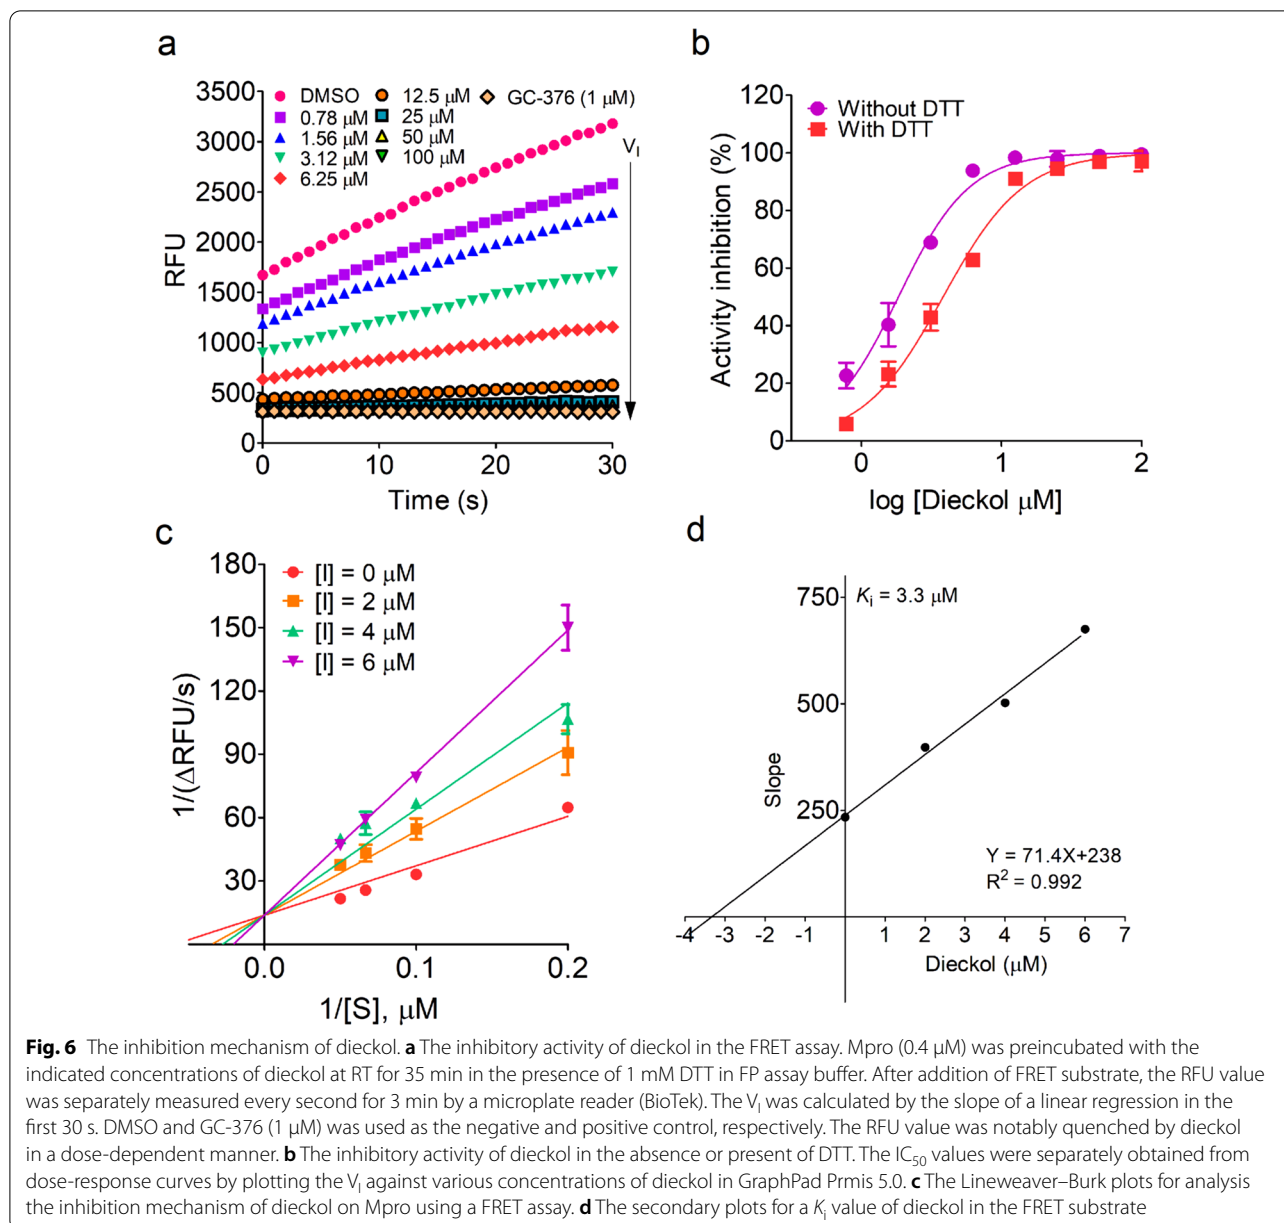 a
3500
3000
2500
2000
1500
1000
500
0
RFU
0 10 20 30
Time (s)
DMSO
0.78 μM
1.56 μM
3.12 μM
6.25 μM
12.5 μM
25 μM
50 μM
100 μM
GC-376 (1 μM)
VI
b
120
100
80
60
40
20
0
Activity inhibition (%)
Without DTT
With DTT
0 1 2
log [Dieckol μM]
c
180
150
120
90
60
30
1/(ΔRFU/s)
[I] = 0 μM
[I] = 2 μM
[I] = 4 μM
[I] = 6 μM
0.0 0.1 0.2
1/[S], μM
d
750
500
250
Slope
Ki = 3.3 μM
Y = 71.4X+238
R2 = 0.992
-4 -3 -2 -1 1 2 3 4 5 6 7
Dieckol (μM)
Fig. 6 The inhibition mechanism of dieckol. a The inhibitory activity of dieckol in the FRET assay. Mpro (0.4 μM) was preincubated with the
indicated concentrations of dieckol at RT for 35 min in the presence of 1 mM DTT in FP assay buffer. After addition of FRET substrate, the RFU value
was separately measured every second for 3 min by a microplate reader (BioTek). The VI was calculated by the slope of a linear regression in the
first 30 s. DMSO and GC-376 (1 μM) was used as the negative and positive control, respectively. The RFU value was notably quenched by dieckol
in a dose-dependent manner. b The inhibitory activity of dieckol in the absence or present of DTT. The IC50 values were separately obtained from
dose-response curves by plotting the VI against various concentrations of dieckol in GraphPad Prmis 5.0. c The Lineweaver–Burk plots for analysis
the inhibition mechanism of dieckol on Mpro using a FRET assay. d The secondary plots for a Ki value of dieckol in the FRET substrate